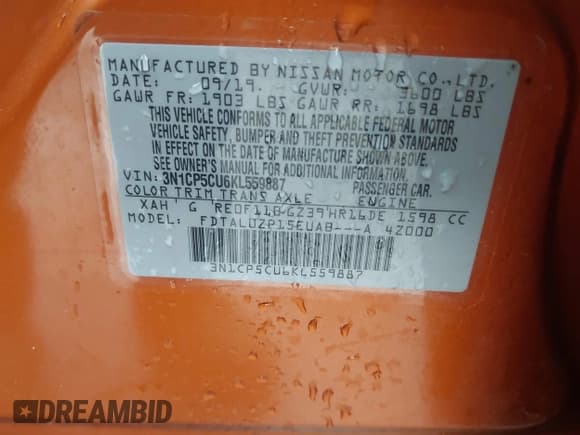 MANUFACTURED BY NISSAN MOTOR CO., LTD.
DATE: 09/19. GVWR: 3600 LBS
GAWR FR: 1903 LBS GAWR RR: 1698 LBS
THIS VEHICLE CONFORMS TO ALL APPLICABLE FEDERAL MOTOR
VEHICLE SAFETY, BUMPER AND THEFT PREVENTION STANDARDS
IN EFFECT ON THE DATE OF MANUFACTURE SHOWN ABOVE.
SEE OWNER'S MANUAL FOR ADDITIONAL INFORMATION.
VIN: 3N1CP5CU6KL559887 PASSENGER CAR.
COLOR TRIM TRANS AXLE ENGINE
XAH G RE0F11B-GZ39 HR16DE 1598 CC
MODEL: FDTALUZP15EUAB---A 42000
3N1CP5CU6KL559887
DREAMBID